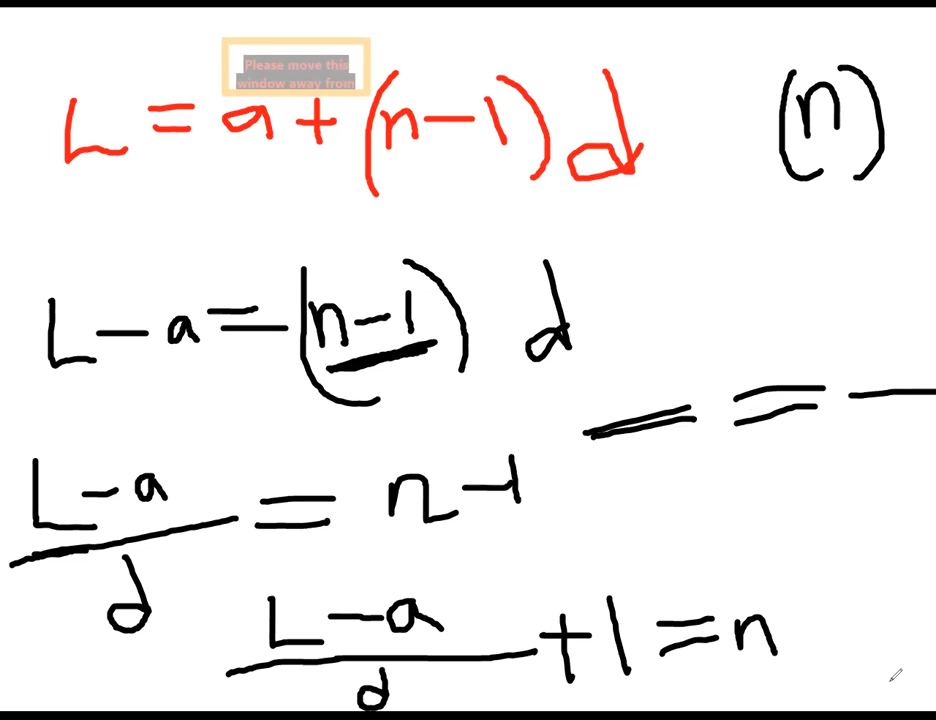 Please move this
window away from
L = a + (n-1) d
(n)
L - a = (n-1) d
= = -
L - a / d = n - 1
L - a / d + 1 = n